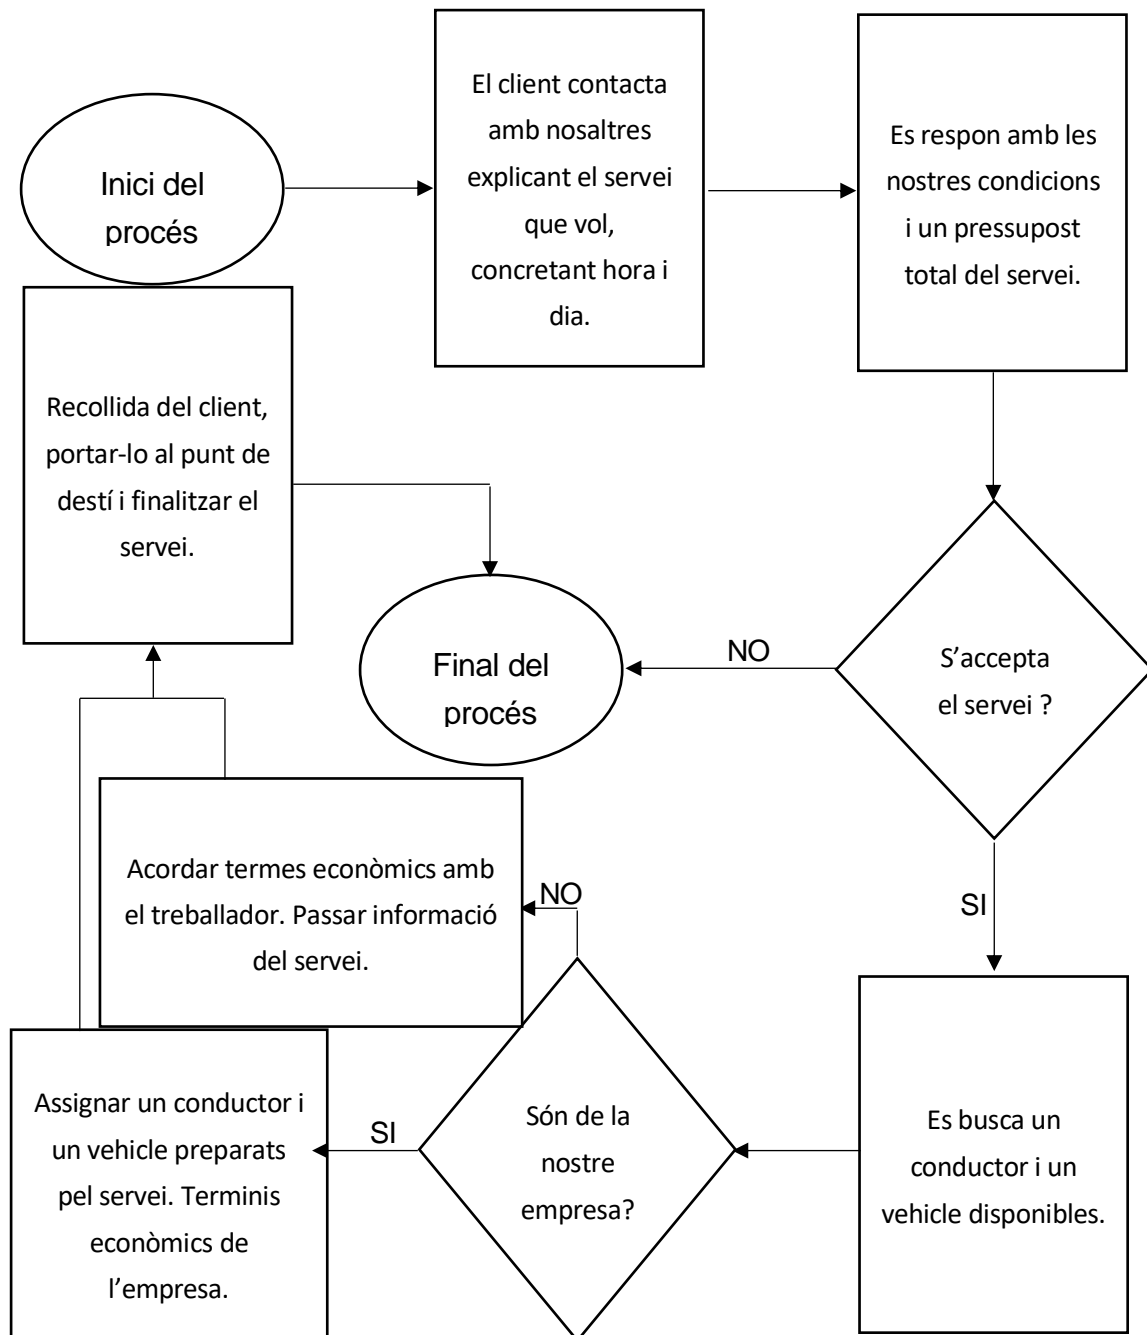 Inici del
procés
El client contacta
amb nosaltres
explicant el servei
que vol,
concretant hora i
dia.
Es respon amb les
nostres condicions
i un pressupost
total del servei.
S’accepta
el servei ?
NO
Final del
procés
SI
Es busca un
conductor i un
vehicle disponibles.
Són de la
nostre
empresa?
NO
Acordar termes econòmics amb
el treballador. Passar informació
del servei.
SI
Assignar un conductor i
un vehicle preparats
pel servei. Terminis
econòmics de
l’empresa.
Recollida del client,
portar-lo al punt de
destí i finalitzar el
servei.